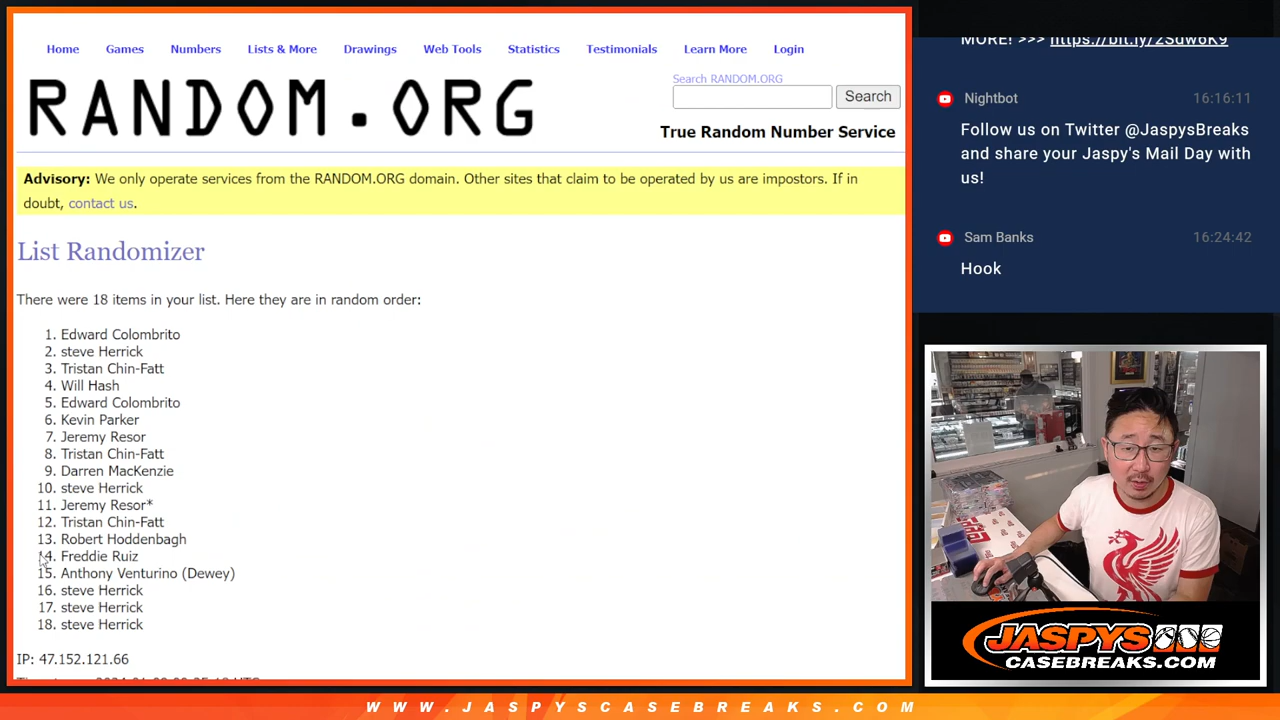 Home Games Numbers Lists & More Drawings Web Tools Statistics Testimonials Learn More Login
RANDOM.ORG
Search RANDOM.ORG
Search
True Random Number Service
Advisory: We only operate services from the RANDOM.ORG domain. Other sites that claim to be operated by us are impostors. If in
doubt, contact us.
List Randomizer
There were 18 items in your list. Here they are in random order:
1. Edward Colombrito
2. steve Herrick
3. Tristan Chin-Fatt
4. Will Hash
5. Edward Colombrito
6. Kevin Parker
7. Jeremy Resor
8. Tristan Chin-Fatt
9. Darren MacKenzie
10. steve Herrick
11. Jeremy Resor*
12. Tristan Chin-Fatt
13. Robert Hoddenbagh
14. Freddie Ruiz
15. Anthony Venturino (Dewey)
16. steve Herrick
17. steve Herrick
18. steve Herrick
IP: 47.152.121.66
MORE! >>> https://bit.ly/2Sdw6K9
Nightbot 16:16:11
Follow us on Twitter @JaspysBreaks
and share your Jaspy's Mail Day with
us!
Sam Banks 16:24:42
Hook
JASPYS
CASEBREAKS.COM
WWW.JASPYSCASEBREAKS.COM